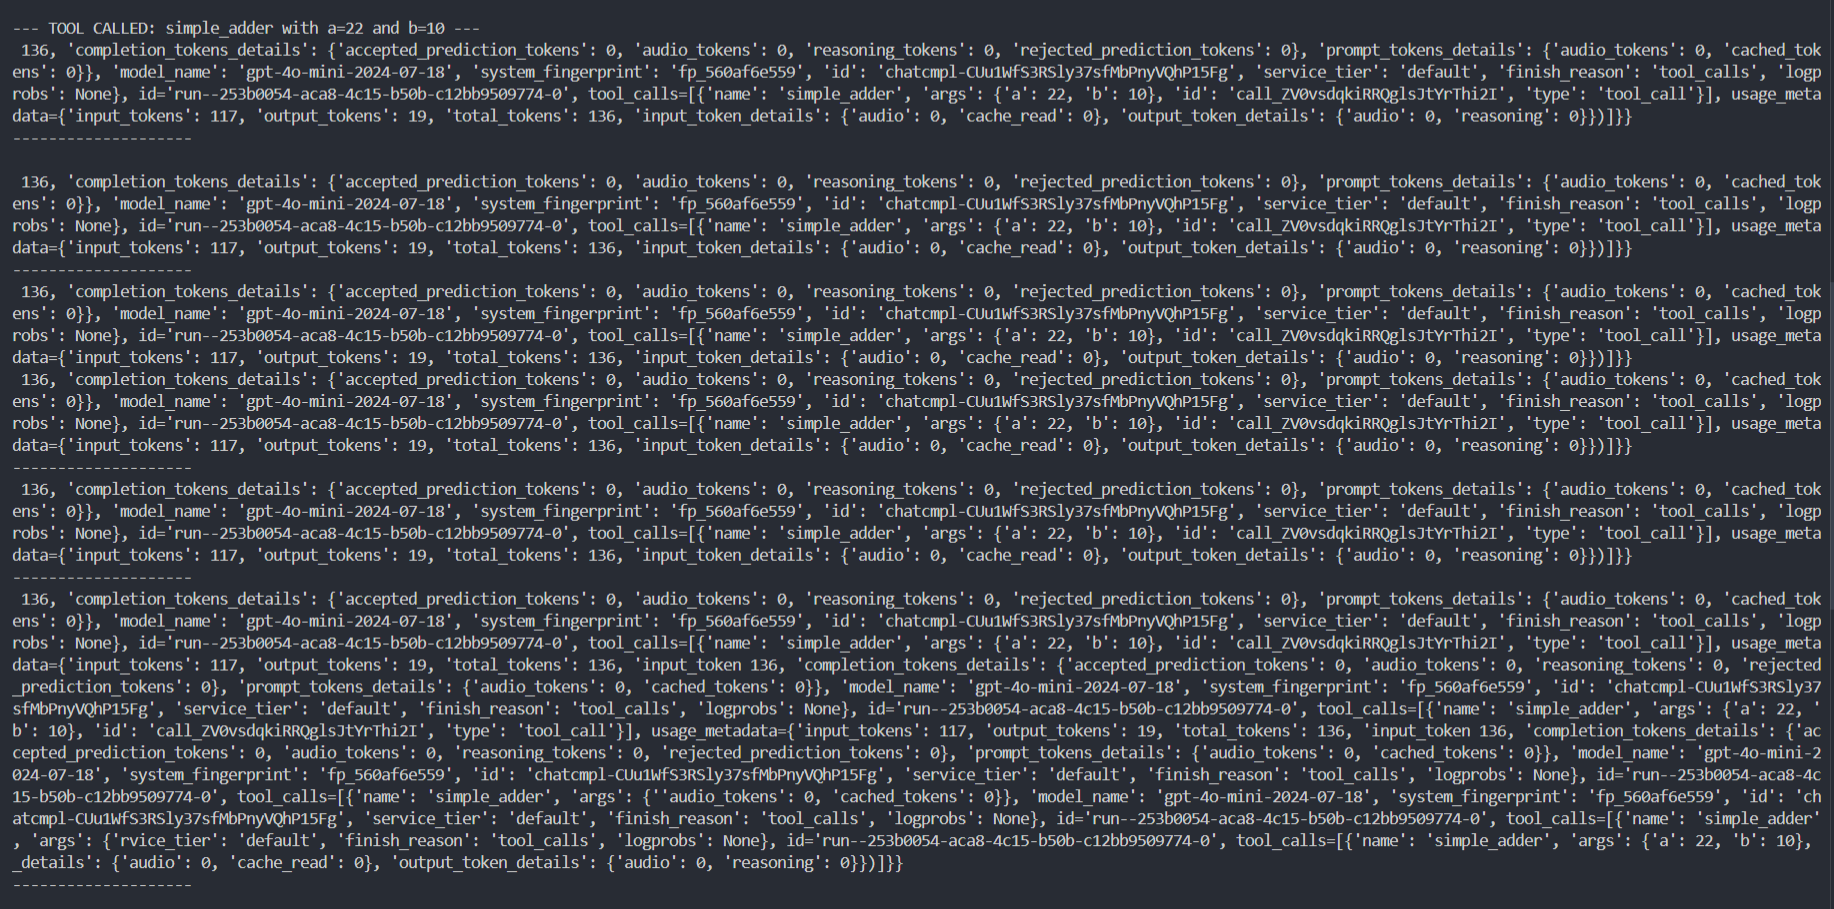 --- TOOL CALLED: simple_adder with a=22 and b=10 ---
 136, 'completion_tokens_details': {'accepted_prediction_tokens': 0, 'audio_tokens': 0, 'reasoning_tokens': 0, 'rejected_prediction_tokens': 0}, 'prompt_tokens_details': {'audio_tokens': 0, 'cached_tok
ens': 0}}, 'model_name': 'gpt-4o-mini-2024-07-18', 'system_fingerprint': 'fp_560af6e559', 'id': 'chatcmpl-CUu1WfS3RSly37sfMbPnyVQhP15Fg', 'service_tier': 'default', 'finish_reason': 'tool_calls', 'logp
robs': None}, id='run--253b0054-aca8-4c15-b50b-c12bb9509774-0', tool_calls=[{'name': 'simple_adder', 'args': {'a': 22, 'b': 10}, 'id': 'call_ZV0vsdqkiRRQglsJtYrThi2I', 'type': 'tool_call'}], usage_meta
data={'input_tokens': 117, 'output_tokens': 19, 'total_tokens': 136, 'input_token_details': {'audio': 0, 'cache_read': 0}, 'output_token_details': {'audio': 0, 'reasoning': 0}})]}}
--------------------
 136, 'completion_tokens_details': {'accepted_prediction_tokens': 0, 'audio_tokens': 0, 'reasoning_tokens': 0, 'rejected_prediction_tokens': 0}, 'prompt_tokens_details': {'audio_tokens': 0, 'cached_tok
ens': 0}}, 'model_name': 'gpt-4o-mini-2024-07-18', 'system_fingerprint': 'fp_560af6e559', 'id': 'chatcmpl-CUu1WfS3RSly37sfMbPnyVQhP15Fg', 'service_tier': 'default', 'finish_reason': 'tool_calls', 'logp
robs': None}, id='run--253b0054-aca8-4c15-b50b-c12bb9509774-0', tool_calls=[{'name': 'simple_adder', 'args': {'a': 22, 'b': 10}, 'id': 'call_ZV0vsdqkiRRQglsJtYrThi2I', 'type': 'tool_call'}], usage_meta
data={'input_tokens': 117, 'output_tokens': 19, 'total_tokens': 136, 'input_token_details': {'audio': 0, 'cache_read': 0}, 'output_token_details': {'audio': 0, 'reasoning': 0}})]}}
--------------------
 136, 'completion_tokens_details': {'accepted_prediction_tokens': 0, 'audio_tokens': 0, 'reasoning_tokens': 0, 'rejected_prediction_tokens': 0}, 'prompt_tokens_details': {'audio_tokens': 0, 'cached_tok
ens': 0}}, 'model_name': 'gpt-4o-mini-2024-07-18', 'system_fingerprint': 'fp_560af6e559', 'id': 'chatcmpl-CUu1WfS3RSly37sfMbPnyVQhP15Fg', 'service_tier': 'default', 'finish_reason': 'tool_calls', 'logp
robs': None}, id='run--253b0054-aca8-4c15-b50b-c12bb9509774-0', tool_calls=[{'name': 'simple_adder', 'args': {'a': 22, 'b': 10}, 'id': 'call_ZV0vsdqkiRRQglsJtYrThi2I', 'type': 'tool_call'}], usage_meta
data={'input_tokens': 117, 'output_tokens': 19, 'total_tokens': 136, 'input_token_details': {'audio': 0, 'cache_read': 0}, 'output_token_details': {'audio': 0, 'reasoning': 0}})]}}
 136, 'completion_tokens_details': {'accepted_prediction_tokens': 0, 'audio_tokens': 0, 'reasoning_tokens': 0, 'rejected_prediction_tokens': 0}, 'prompt_tokens_details': {'audio_tokens': 0, 'cached_tok
ens': 0}}, 'model_name': 'gpt-4o-mini-2024-07-18', 'system_fingerprint': 'fp_560af6e559', 'id': 'chatcmpl-CUu1WfS3RSly37sfMbPnyVQhP15Fg', 'service_tier': 'default', 'finish_reason': 'tool_calls', 'logp
robs': None}, id='run--253b0054-aca8-4c15-b50b-c12bb9509774-0', tool_calls=[{'name': 'simple_adder', 'args': {'a': 22, 'b': 10}, 'id': 'call_ZV0vsdqkiRRQglsJtYrThi2I', 'type': 'tool_call'}], usage_meta
data={'input_tokens': 117, 'output_tokens': 19, 'total_tokens': 136, 'input_token_details': {'audio': 0, 'cache_read': 0}, 'output_token_details': {'audio': 0, 'reasoning': 0}})]}}
--------------------
 136, 'completion_tokens_details': {'accepted_prediction_tokens': 0, 'audio_tokens': 0, 'reasoning_tokens': 0, 'rejected_prediction_tokens': 0}, 'prompt_tokens_details': {'audio_tokens': 0, 'cached_tok
ens': 0}}, 'model_name': 'gpt-4o-mini-2024-07-18', 'system_fingerprint': 'fp_560af6e559', 'id': 'chatcmpl-CUu1WfS3RSly37sfMbPnyVQhP15Fg', 'service_tier': 'default', 'finish_reason': 'tool_calls', 'logp
robs': None}, id='run--253b0054-aca8-4c15-b50b-c12bb9509774-0', tool_calls=[{'name': 'simple_adder', 'args': {'a': 22, 'b': 10}, 'id': 'call_ZV0vsdqkiRRQglsJtYrThi2I', 'type': 'tool_call'}], usage_meta
data={'input_tokens': 117, 'output_tokens': 19, 'total_tokens': 136, 'input_token_details': {'audio': 0, 'cache_read': 0}, 'output_token_details': {'audio': 0, 'reasoning': 0}})]}}
--------------------
 136, 'completion_tokens_details': {'accepted_prediction_tokens': 0, 'audio_tokens': 0, 'reasoning_tokens': 0, 'rejected_prediction_tokens': 0}, 'prompt_tokens_details': {'audio_tokens': 0, 'cached_tok
ens': 0}}, 'model_name': 'gpt-4o-mini-2024-07-18', 'system_fingerprint': 'fp_560af6e559', 'id': 'chatcmpl-CUu1WfS3RSly37sfMbPnyVQhP15Fg', 'service_tier': 'default', 'finish_reason': 'tool_calls', 'logp
robs': None}, id='run--253b0054-aca8-4c15-b50b-c12bb9509774-0', tool_calls=[{'name': 'simple_adder', 'args': {'a': 22, 'b': 10}, 'id': 'call_ZV0vsdqkiRRQglsJtYrThi2I', 'type': 'tool_call'}], usage_meta
data={'input_tokens': 117, 'output_tokens': 19, 'total_tokens': 136, 'input_token 136, 'completion_tokens_details': {'accepted_prediction_tokens': 0, 'audio_tokens': 0, 'reasoning_tokens': 0, 'rejected
_prediction_tokens': 0}, 'prompt_tokens_details': {'audio_tokens': 0, 'cached_tokens': 0}}, 'model_name': 'gpt-4o-mini-2024-07-18', 'system_fingerprint': 'fp_560af6e559', 'id': 'chatcmpl-CUu1WfS3RSly37
sfMbPnyVQhP15Fg', 'service_tier': 'default', 'finish_reason': 'tool_calls', 'logprobs': None}, id='run--253b0054-aca8-4c15-b50b-c12bb9509774-0', tool_calls=[{'name': 'simple_adder', 'args': {'a': 22, '
b': 10}, 'id': 'call_ZV0vsdqkiRRQglsJtYrThi2I', 'type': 'tool_call'}], usage_metadata={'input_tokens': 117, 'output_tokens': 19, 'total_tokens': 136, 'input_token 136, 'completion_tokens_details': {'ac
cepted_prediction_tokens': 0, 'audio_tokens': 0, 'reasoning_tokens': 0, 'rejected_prediction_tokens': 0}, 'prompt_tokens_details': {'audio_tokens': 0, 'cached_tokens': 0}}, 'model_name': 'gpt-4o-mini-2
024-07-18', 'system_fingerprint': 'fp_560af6e559', 'id': 'chatcmpl-CUu1WfS3RSly37sfMbPnyVQhP15Fg', 'service_tier': 'default', 'finish_reason': 'tool_calls', 'logprobs': None}, id='run--253b0054-aca8-4c
15-b50b-c12bb9509774-0', tool_calls=[{'name': 'simple_adder', 'args': {''audio_tokens': 0, 'cached_tokens': 0}}, 'model_name': 'gpt-4o-mini-2024-07-18', 'system_fingerprint': 'fp_560af6e559', 'id': 'ch
atcmpl-CUu1WfS3RSly37sfMbPnyVQhP15Fg', 'service_tier': 'default', 'finish_reason': 'tool_calls', 'logprobs': None}, id='run--253b0054-aca8-4c15-b50b-c12bb9509774-0', tool_calls=[{'name': 'simple_adder'
, 'args': {'rvice_tier': 'default', 'finish_reason': 'tool_calls', 'logprobs': None}, id='run--253b0054-aca8-4c15-b50b-c12bb9509774-0', tool_calls=[{'name': 'simple_adder', 'args': {'a': 22, 'b': 10},
_details': {'audio': 0, 'cache_read': 0}, 'output_token_details': {'audio': 0, 'reasoning': 0}})]}}
--------------------